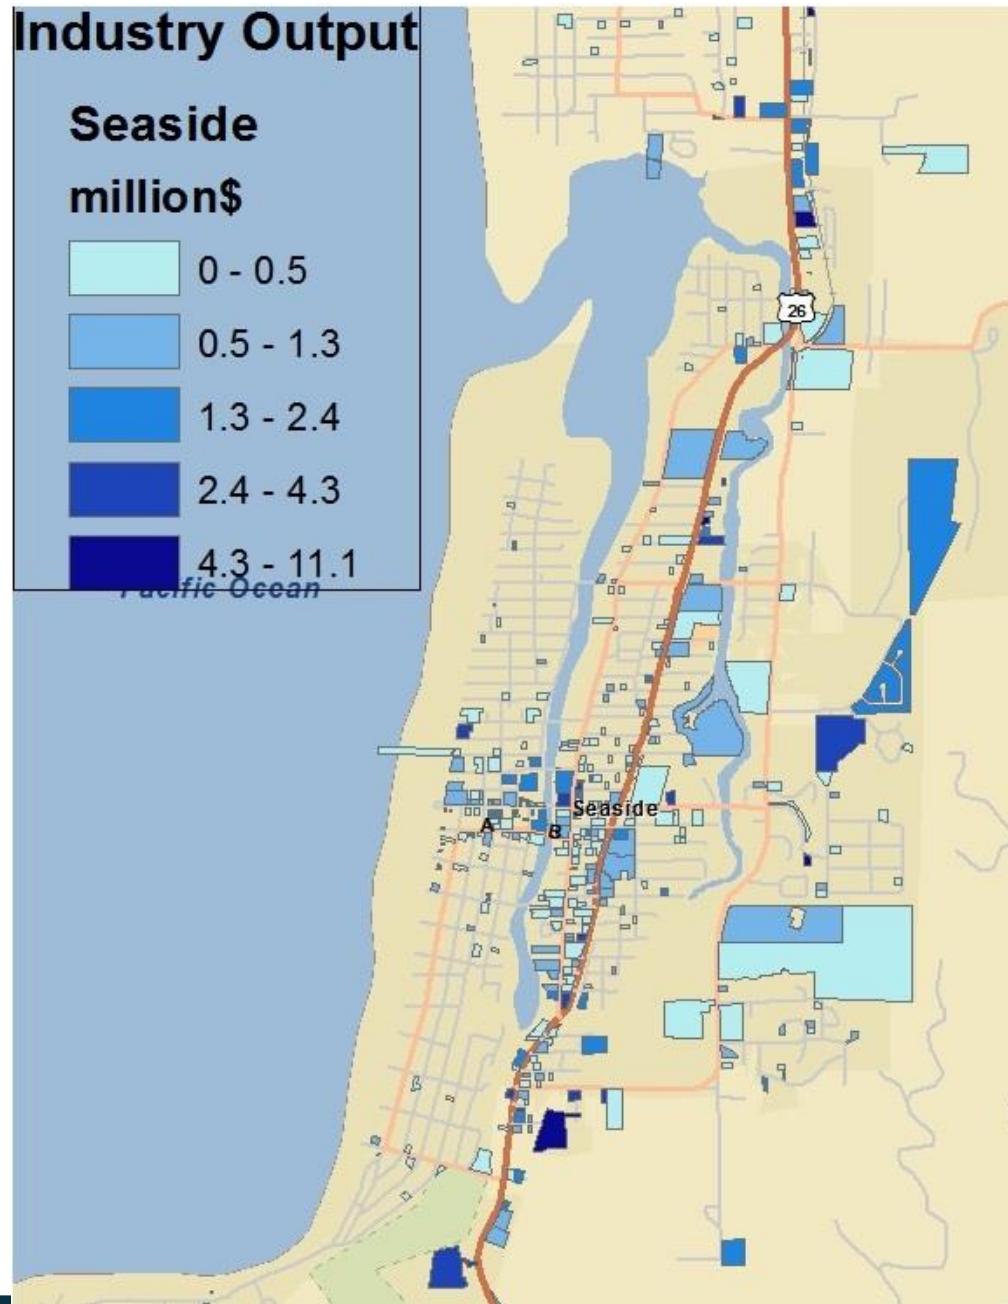 Industry Output
Seaside
million$
0 - 0.5
0.5 - 1.3
1.3 - 2.4
2.4 - 4.3
4.3 - 11.1
Pacific Ocean
26
Seaside
A
B